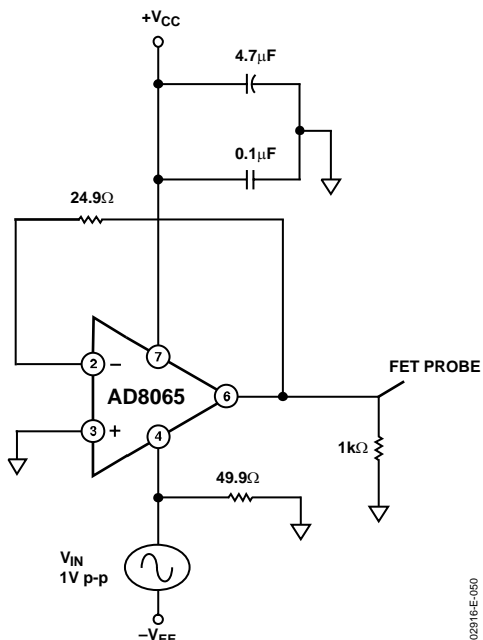 +VCC
4.7μF
0.1μF
24.9Ω
2
−
7
FET PROBE
AD8065
6
3
+
4
1kΩ
49.9Ω
VIN
1V p-p
−VEE
02916-E-050